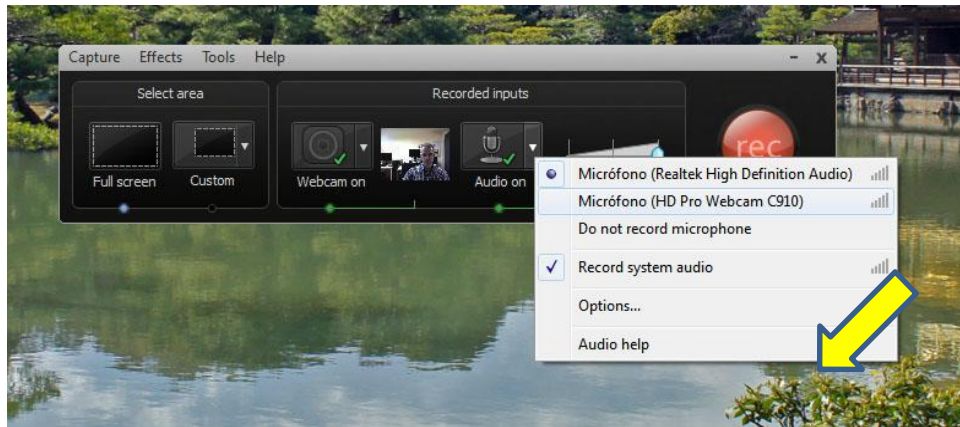 Capture Effects Tools Help
Select area
Recorded inputs
Full screen
Custom
Webcam on
Audio on
rec
Micrófono (Realtek High Definition Audio)
Micrófono (HD Pro Webcam C910)
Do not record microphone
Record system audio
Options...
Audio help